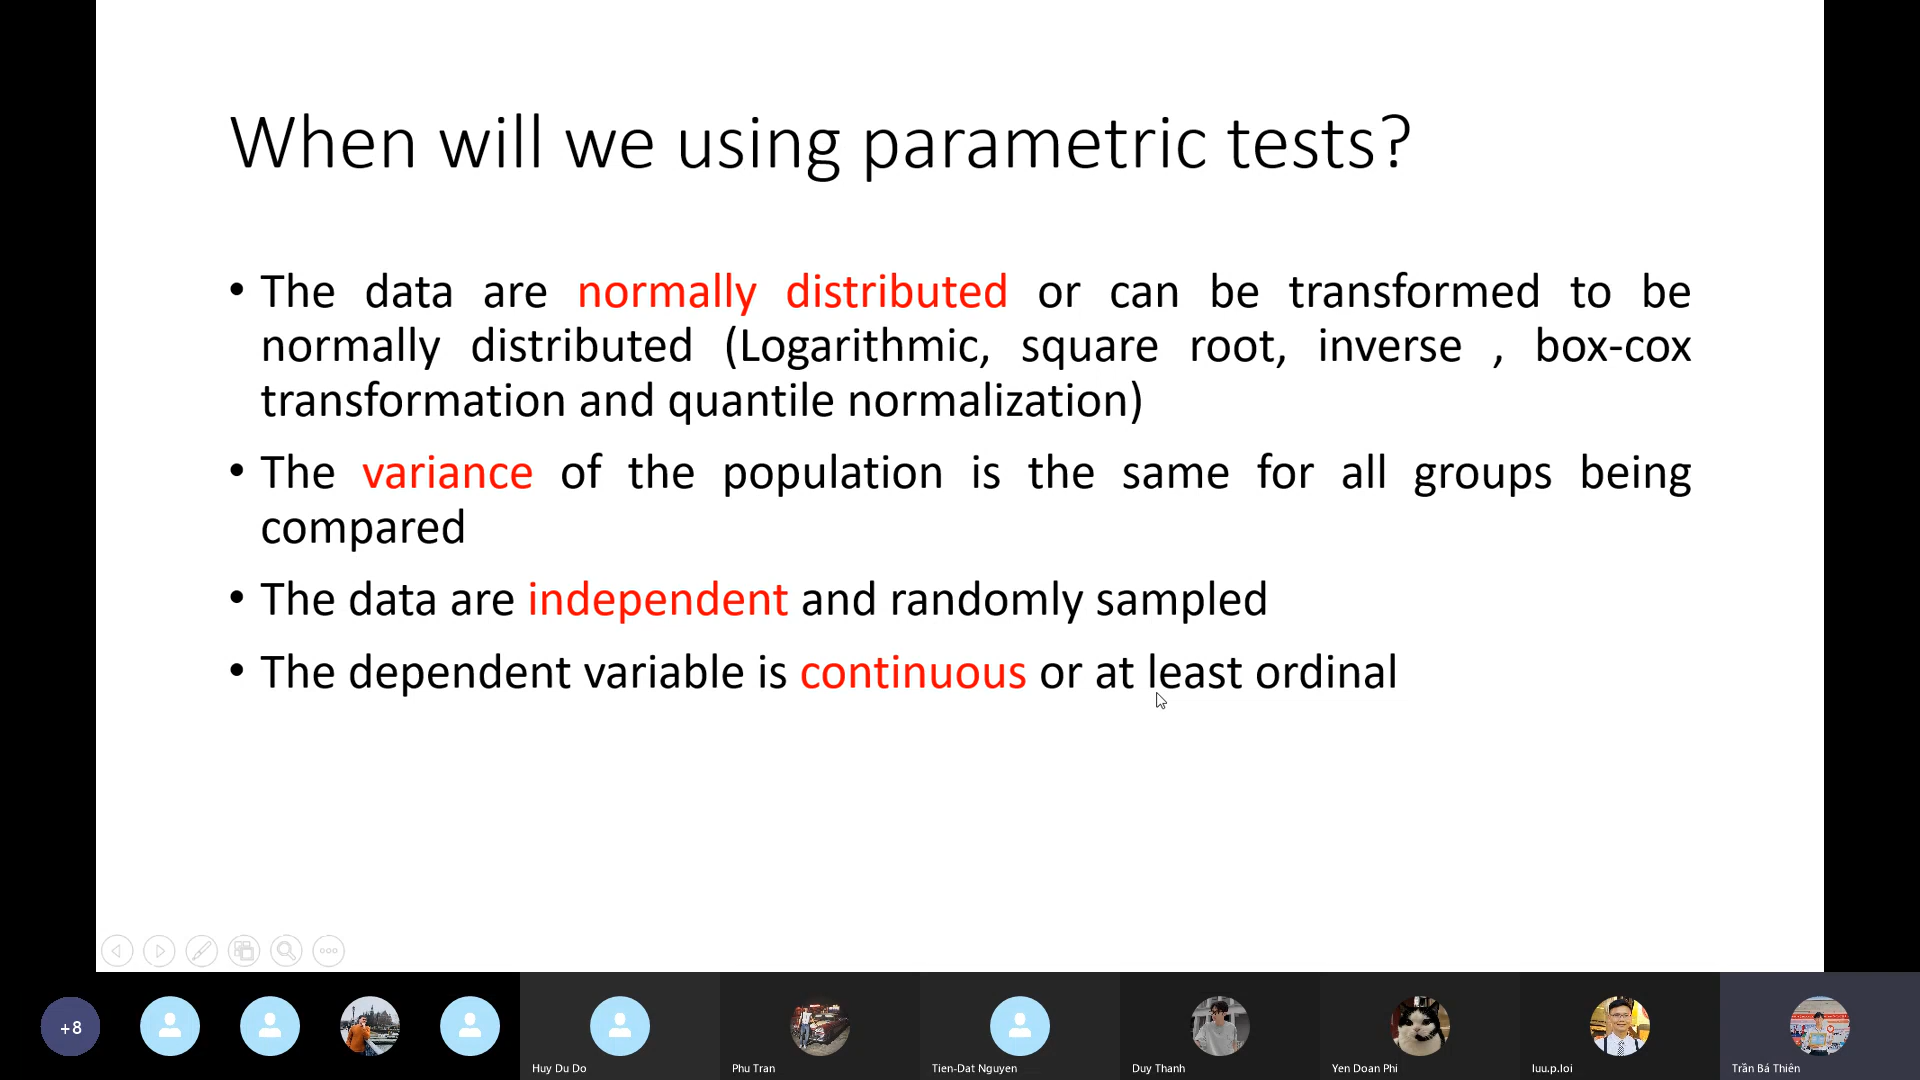 When will we using parametric tests?
• The data are normally distributed or can be transformed to be
normally distributed (Logarithmic, square root, inverse , box-cox
transformation and quantile normalization)
• The variance of the population is the same for all groups being
compared
• The data are independent and randomly sampled
• The dependent variable is continuous or at least ordinal
+8
Huy Du Do
Phu Tran
Tien-Dat Nguyen
Duy Thanh
Yen Doan Phi
luu.p.loi
Trần Bá Thiên